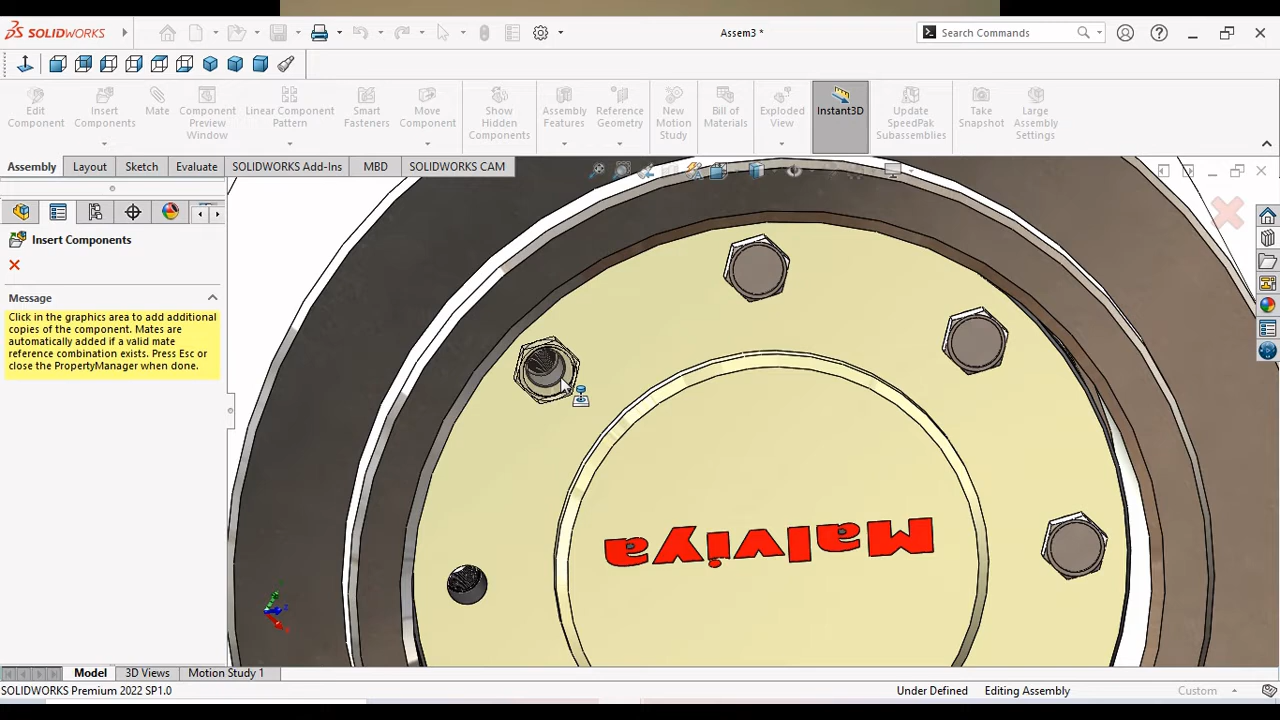 SOLIDWORKS
Assem3 *
Search Commands
Edit Component
Insert Components
Mate
Component Preview Window
Linear Component Pattern
Smart Fasteners
Move Component
Show Hidden Components
Assembly Features
Reference Geometry
New Motion Study
Bill of Materials
Exploded View
Instant3D
Update SpeedPak Subassemblies
Take Snapshot
Large Assembly Settings
Assembly
Layout
Sketch
Evaluate
SOLIDWORKS Add-Ins
MBD
SOLIDWORKS CAM
Insert Components
Message
Click in the graphics area to add additional
copies of the component. Mates are
automatically added if a valid mate
reference combination exists. Press Esc or
close the PropertyManager when done.
Malviya
Model
3D Views
Motion Study 1
SOLIDWORKS Premium 2022 SP1.0
Under Defined
Editing Assembly
Custom